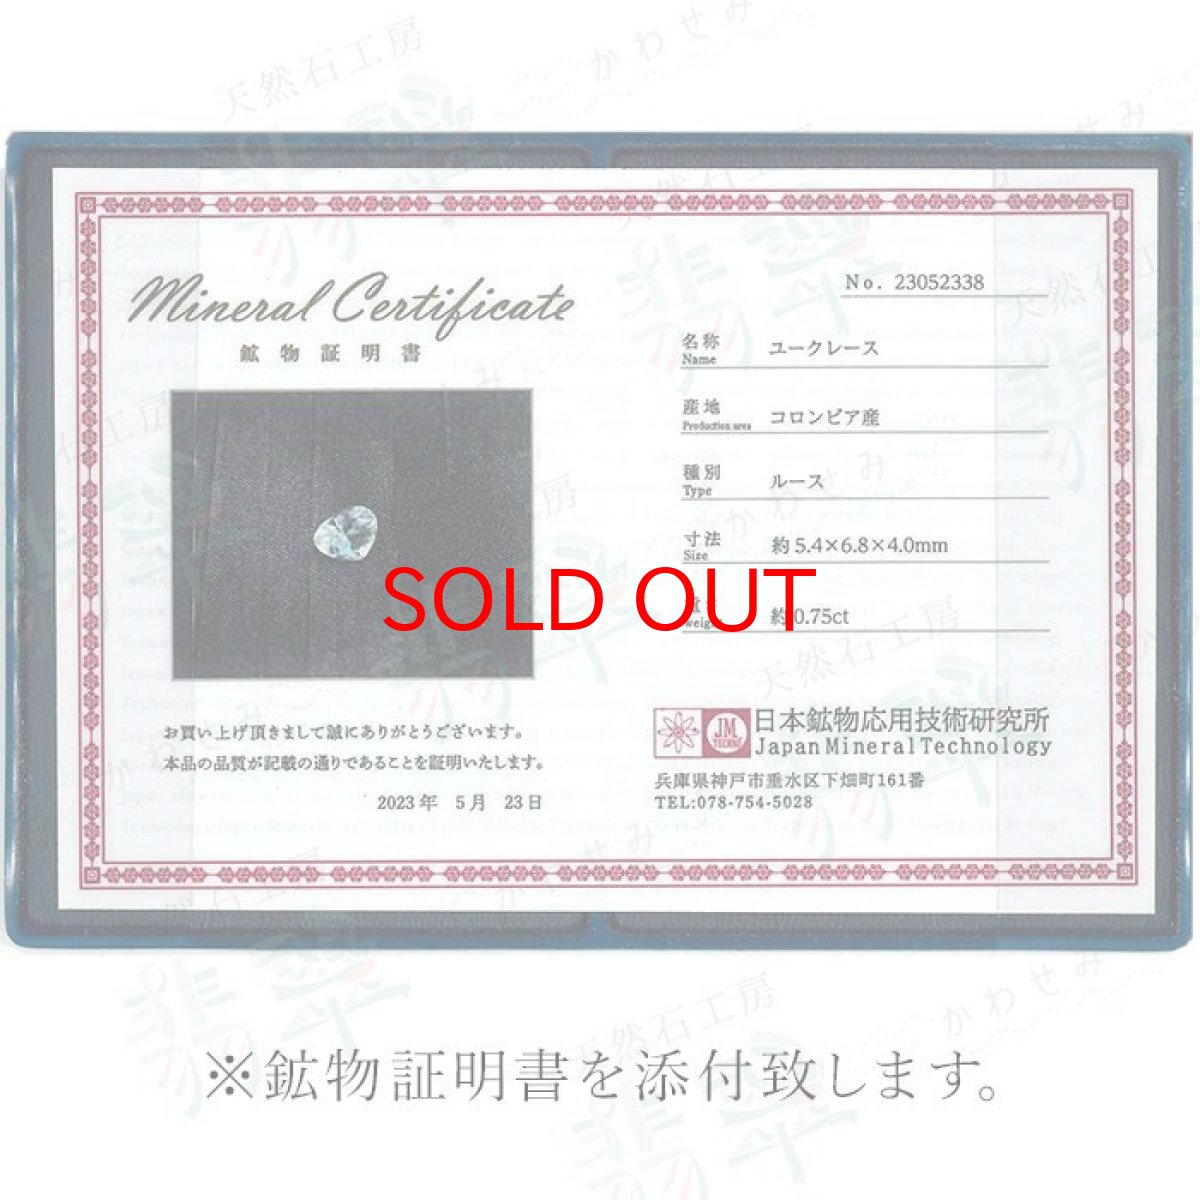 天然石工房
かわせみ
翡翠
Mineral Certificate
鉱物証明書
No. 23052338
名称
Name
ユークレース
産地
Production area
コロンビア産
種別
Type
ルース
寸法
Size
約 5.4×6.8×4.0mm
weight
約 0.75ct
SOLD OUT
お買い上げ頂きまして誠にありがとうございます。
本品の品質が記載の通りであることを証明いたします。
2023年 5月 23日
JM
TECHNO
日本鉱物応用技術研究所
Japan Mineral Technology
兵庫県神戸市垂水区下畑町161番
TEL:078-754-5028
※鉱物証明書を添付致します。